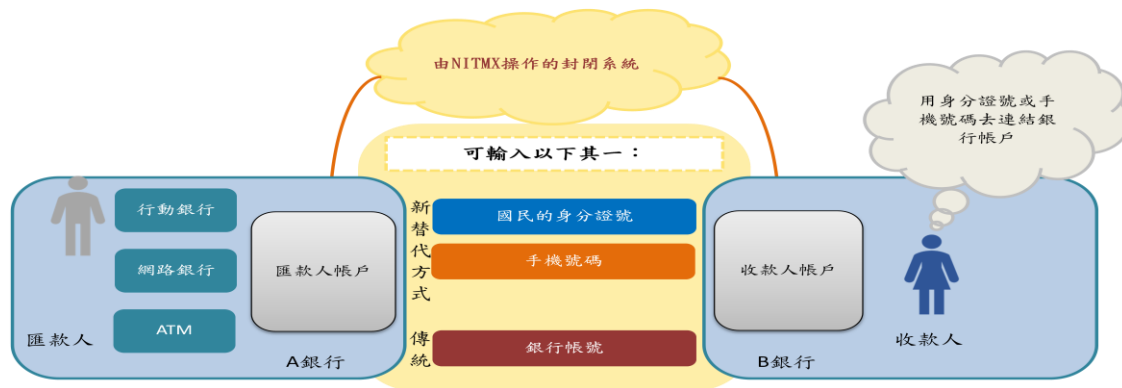 由NITMX操作的封閉系統
用身分證號或手
機號碼去連結銀
行帳戶
可輸入以下其一：
行動銀行
網路銀行
ATM
匯款人
匯款人帳戶
A銀行
新替代方式
國民的身分證號
手機號碼
傳統
銀行帳號
收款人帳戶
B銀行
收款人